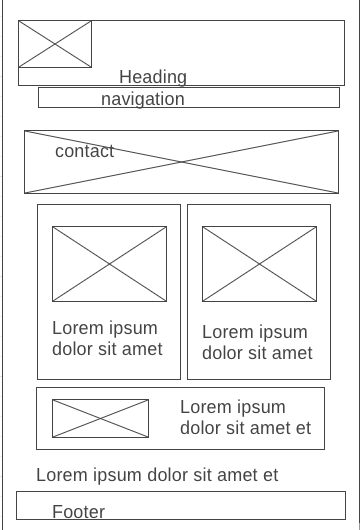 Heading
navigation
contact
Lorem ipsum
dolor sit amet
Lorem ipsum
dolor sit amet
Lorem ipsum
dolor sit amet et
Lorem ipsum dolor sit amet et
Footer